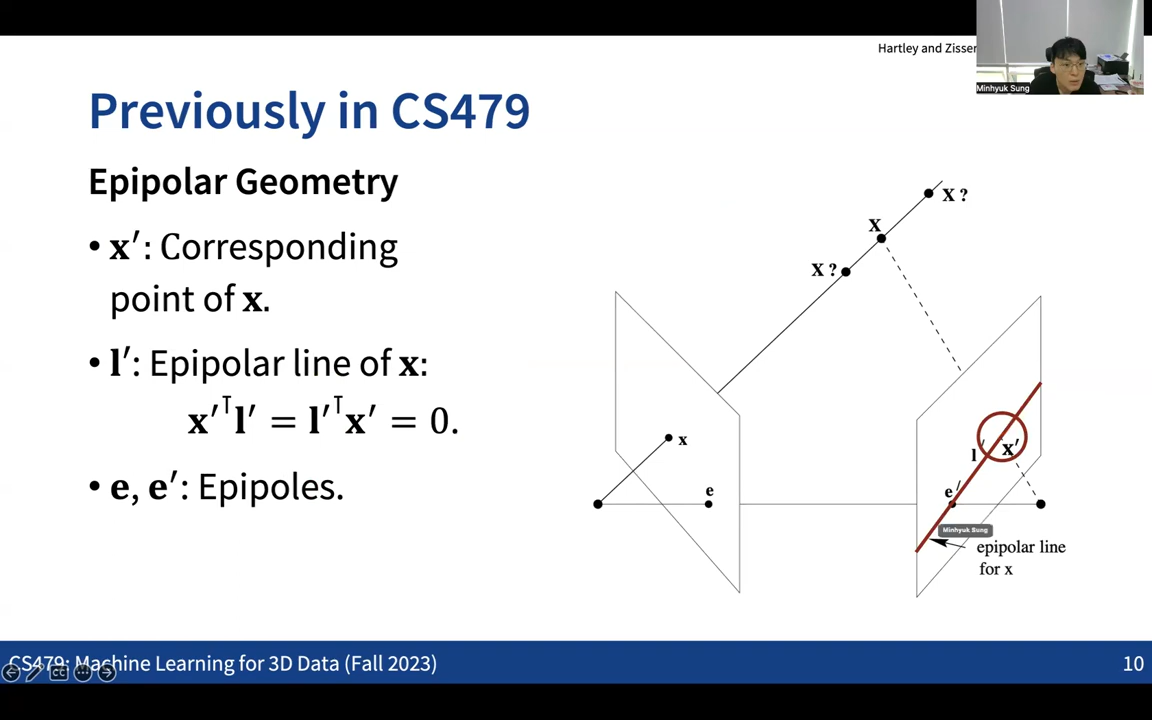 Hartley and Zisser
Minhyuk Sung
Previously in CS479
Epipolar Geometry
• x′: Corresponding
point of x.
• l′: Epipolar line of x:
x′ᵀl′ = l′ᵀx′ = 0.
• e, e′: Epipoles.
X ?
X
X ?
x
e
l′
x′
e′
Minhyuk Sung
epipolar line
for x
CS479: Machine Learning for 3D Data (Fall 2023)
10